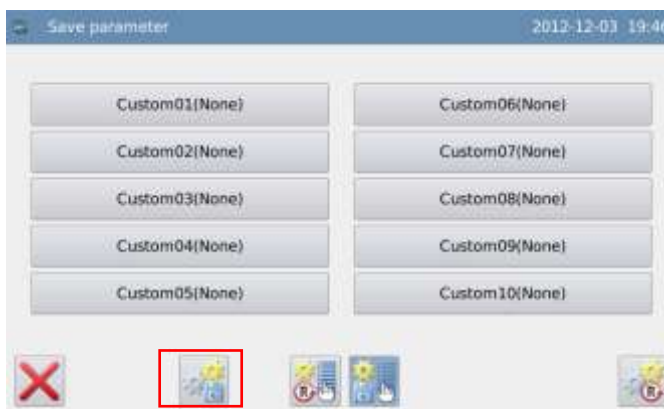 Save parameter 2012-12-03 19:46
Custom01(None) Custom06(None)
Custom02(None) Custom07(None)
Custom03(None) Custom08(None)
Custom04(None) Custom09(None)
Custom05(None) Custom10(None)
R R